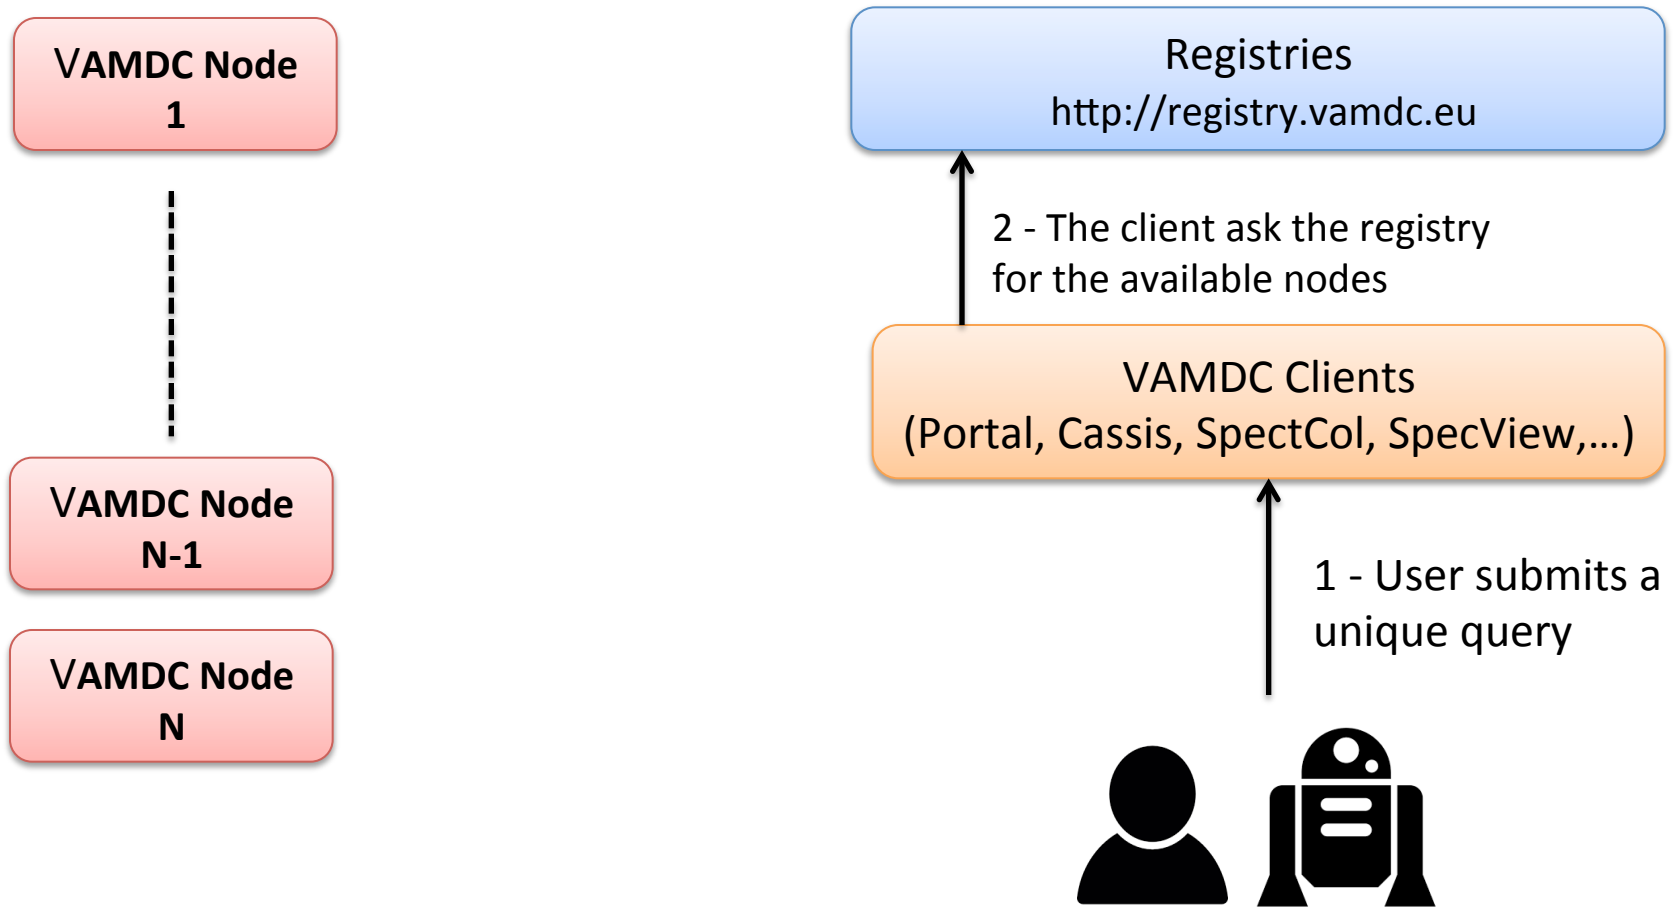 VAMDC Node
1
VAMDC Node
N-1
VAMDC Node
N
Registries
http://registry.vamdc.eu
2 - The client ask the registry
for the available nodes
VAMDC Clients
(Portal, Cassis, SpectCol, SpecView,...)
1 - User submits a
unique query